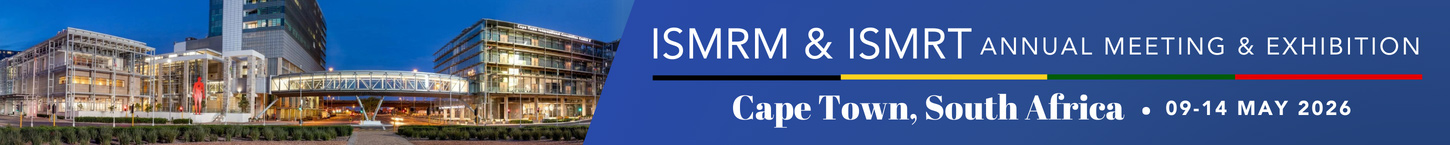 ISMRM & ISMRT ANNUAL MEETING & EXHIBITION
Cape Town, South Africa • 09-14 MAY 2026